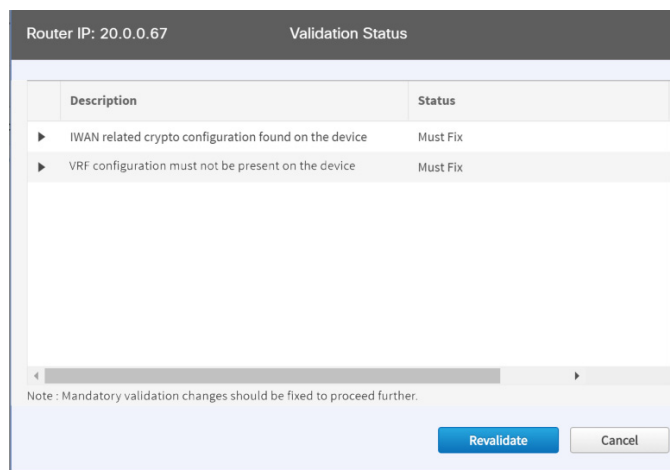 Router IP: 20.0.0.67 Validation Status
Description Status
IWAN related crypto configuration found on the device Must Fix
VRF configuration must not be present on the device Must Fix
Note : Mandatory validation changes should be fixed to proceed further.
Revalidate Cancel